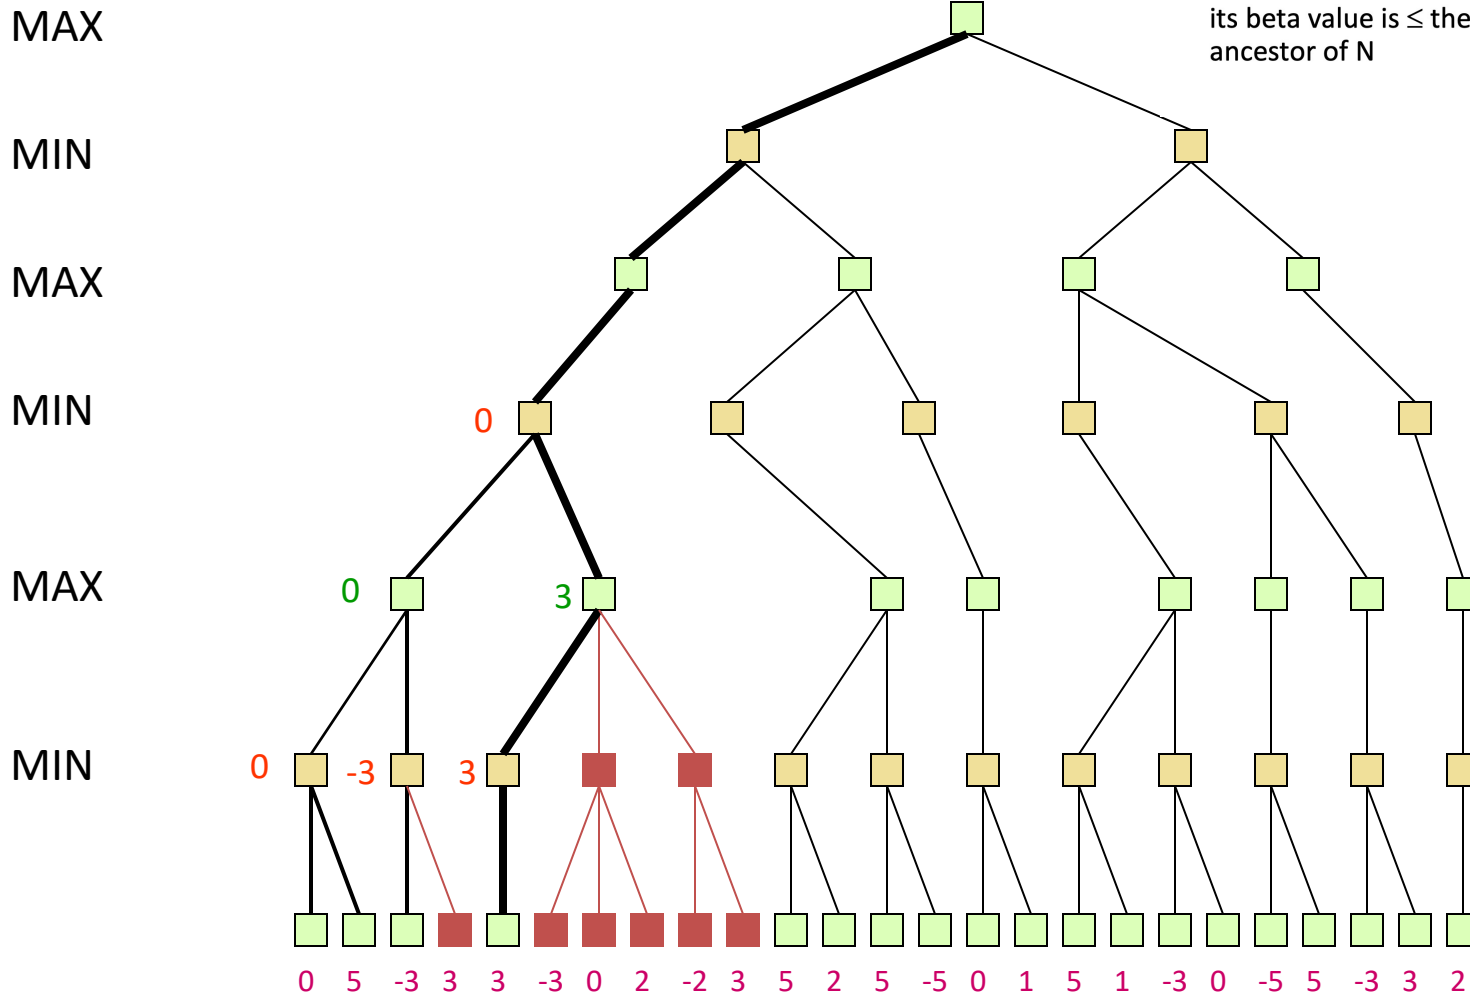 MAX
its beta value is ≤ the
ancestor of N
MIN
MAX
MIN
0
MAX
0
3
MIN
0
-3
3
0 5 -3 3 3 -3 0 2 -2 3 5 2 5 -5 0 1 5 1 -3 0 -5 5 -3 3 2